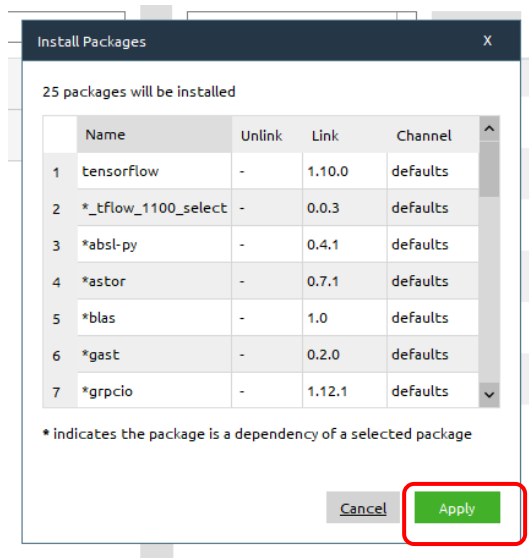 Install Packages X
25 packages will be installed
Name Unlink Link Channel
1 tensorflow - 1.10.0 defaults
2 *_tflow_1100_select - 0.0.3 defaults
3 *absl-py - 0.4.1 defaults
4 *astor - 0.7.1 defaults
5 *blas - 1.0 defaults
6 *gast - 0.2.0 defaults
7 *grpcio - 1.12.1 defaults
* indicates the package is a dependency of a selected package
Cancel Apply